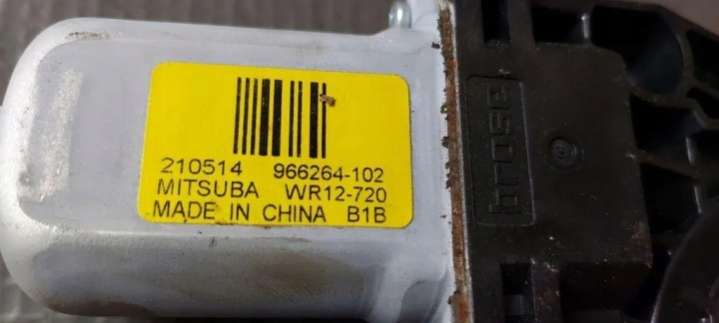 210514 966264-102
MITSUBA WR12-720
MADE IN CHINA B1B
brose